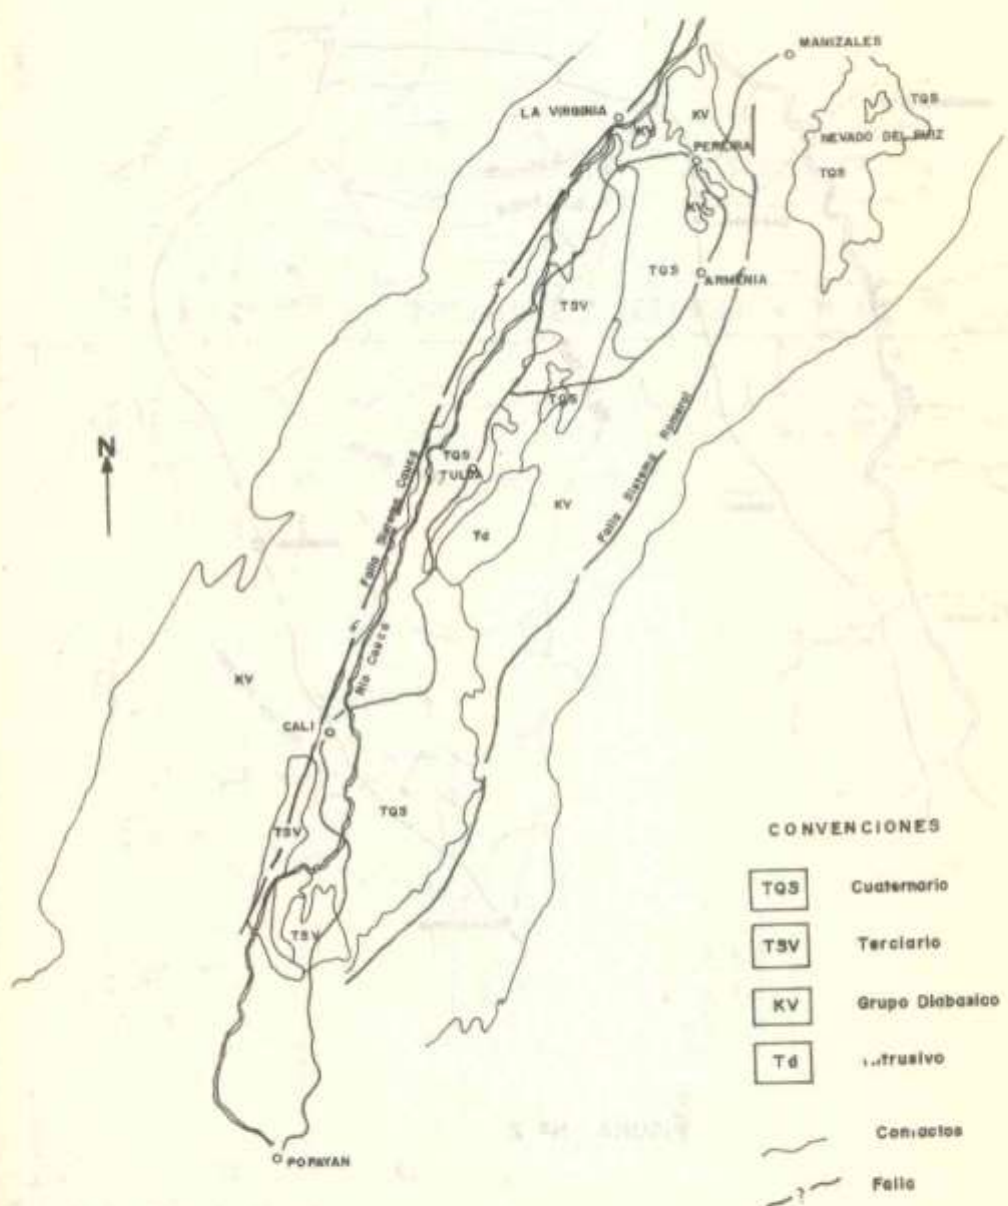 MANIZALES
TQS
LA VIRGINIA
KV
KV
NEVADO DEL RUIZ
PEREIRA
TQS
KV
TQS
ARMENIA
TSV
TQS
Falla Sistema Romeral
N
TQS
TULUA
Falla Sistema Cauca
KV
Td
?
Rio Cauca
KV
CALI
TQS
TSV
TSV
POPAYAN
CONVENCIONES
TQS Cuaternario
TSV Terciario
KV Grupo Diabasico
Td
Contactos
? Falla